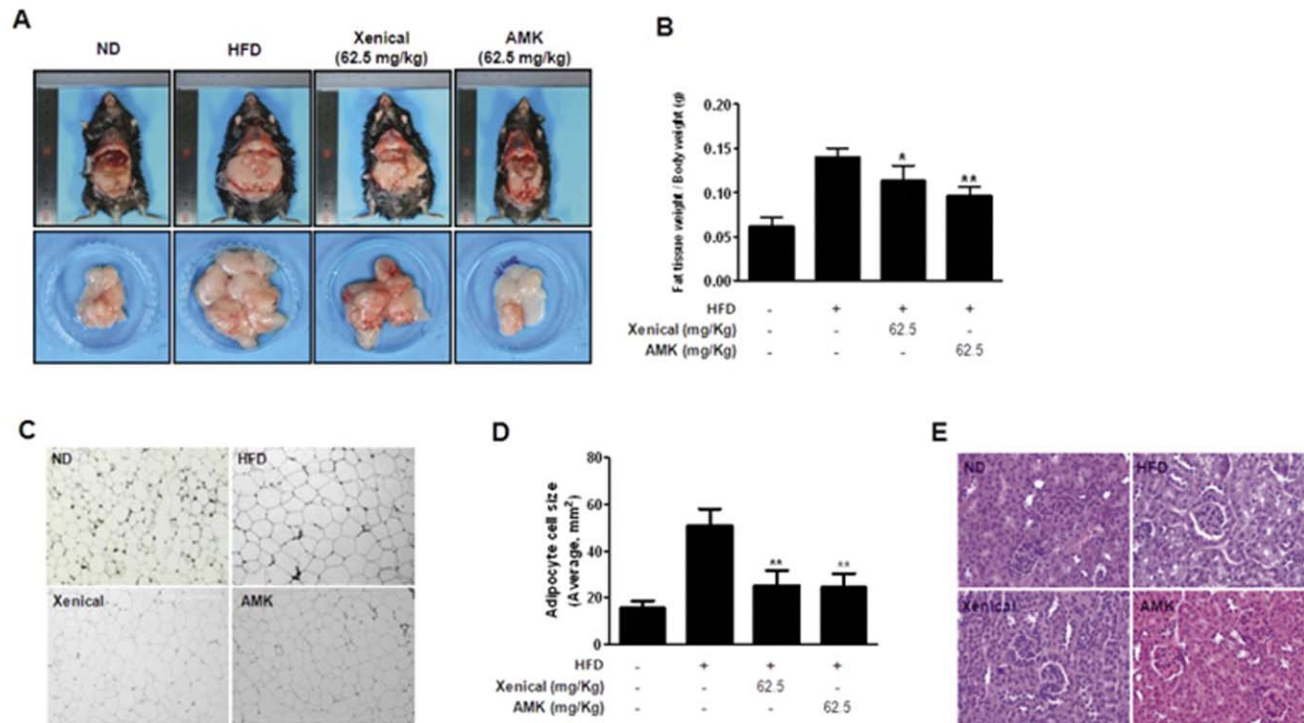 A
ND
HFD
Xenical
(62.5 mg/kg)
AMK
(62.5 mg/kg)
B
Fat tissue weight / Body weight (g)
0.20
0.15
0.10
0.05
0.00
*
**
HFD - + + +
Xenical (mg/Kg) - - 62.5 -
AMK (mg/Kg) - - - 62.5
C
ND
HFD
Xenical
AMK
D
Adipocyte cell size
(Average, mm²)
80
60
40
20
0
**
**
HFD - + + +
Xenical (mg/Kg) - - 62.5 -
AMK (mg/Kg) - - - 62.5
E
ND
HFD
Xenical
AMK